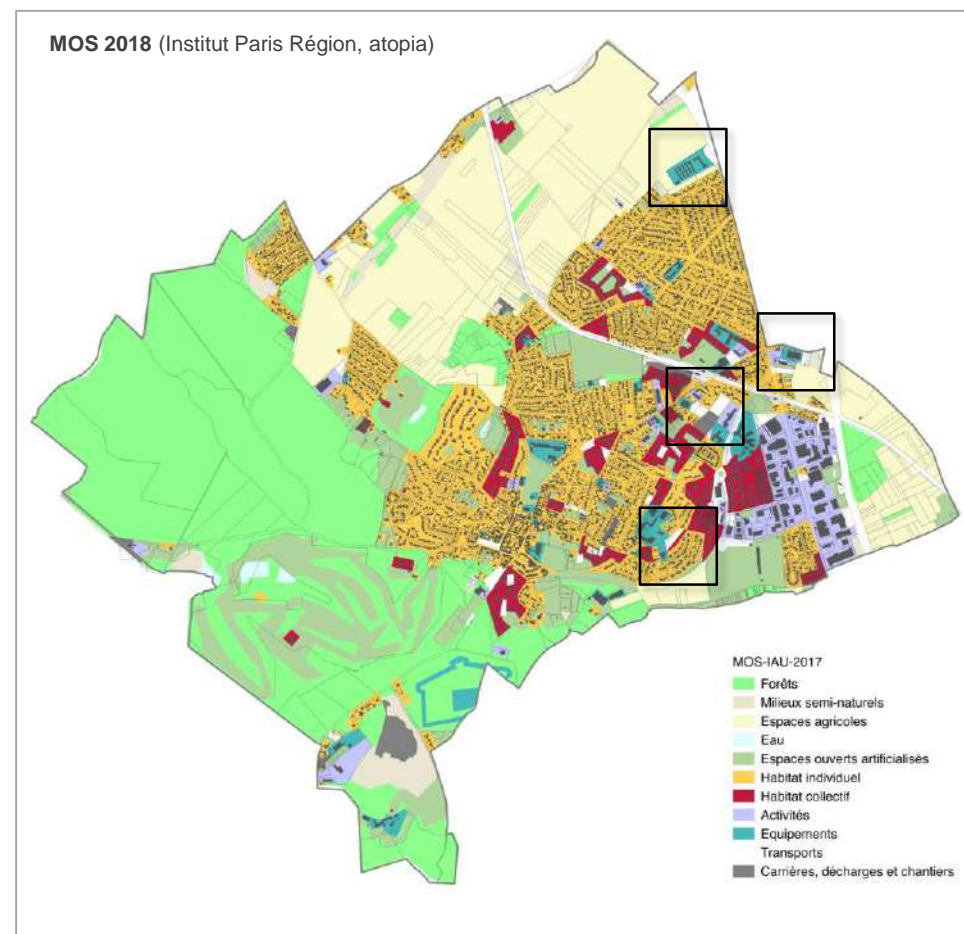 MOS 2018 (Institut Paris Région, atopia)
MOS-IAU-2017
Forêts
Milieux semi-naturels
Espaces agricoles
Eau
Espaces ouverts artificialisés
Habitat individuel
Habitat collectif
Activités
Equipements
Transports
Carrières, décharges et chantiers